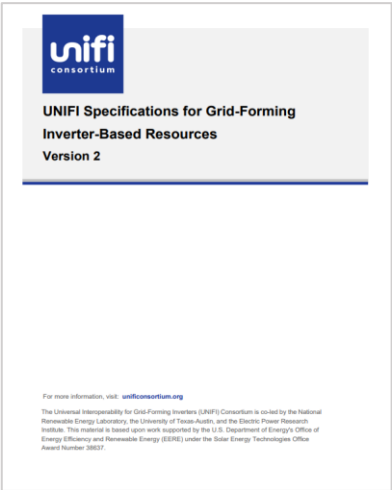 unifi
consortium
UNIFI Specifications for Grid-Forming
Inverter-Based Resources
Version 2
For more information, visit: unificonsortium.org
The Universal Interoperability for Grid-Forming Inverters (UNIFI) Consortium is co-led by the National
Renewable Energy Laboratory, the University of Texas-Austin, and the Electric Power Research
Institute. This material is based upon work supported by the U.S. Department of Energy's Office of
Energy Efficiency and Renewable Energy (EERE) under the Solar Energy Technologies Office
Award Number 38637.